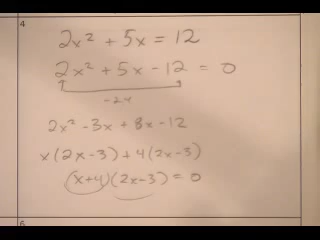 4
2x² + 5x = 12
2x² + 5x - 12 = 0
-24
2x² - 3x + 8x - 12
x(2x-3) + 4(2x-3)
(x+4)(2x-3) = 0